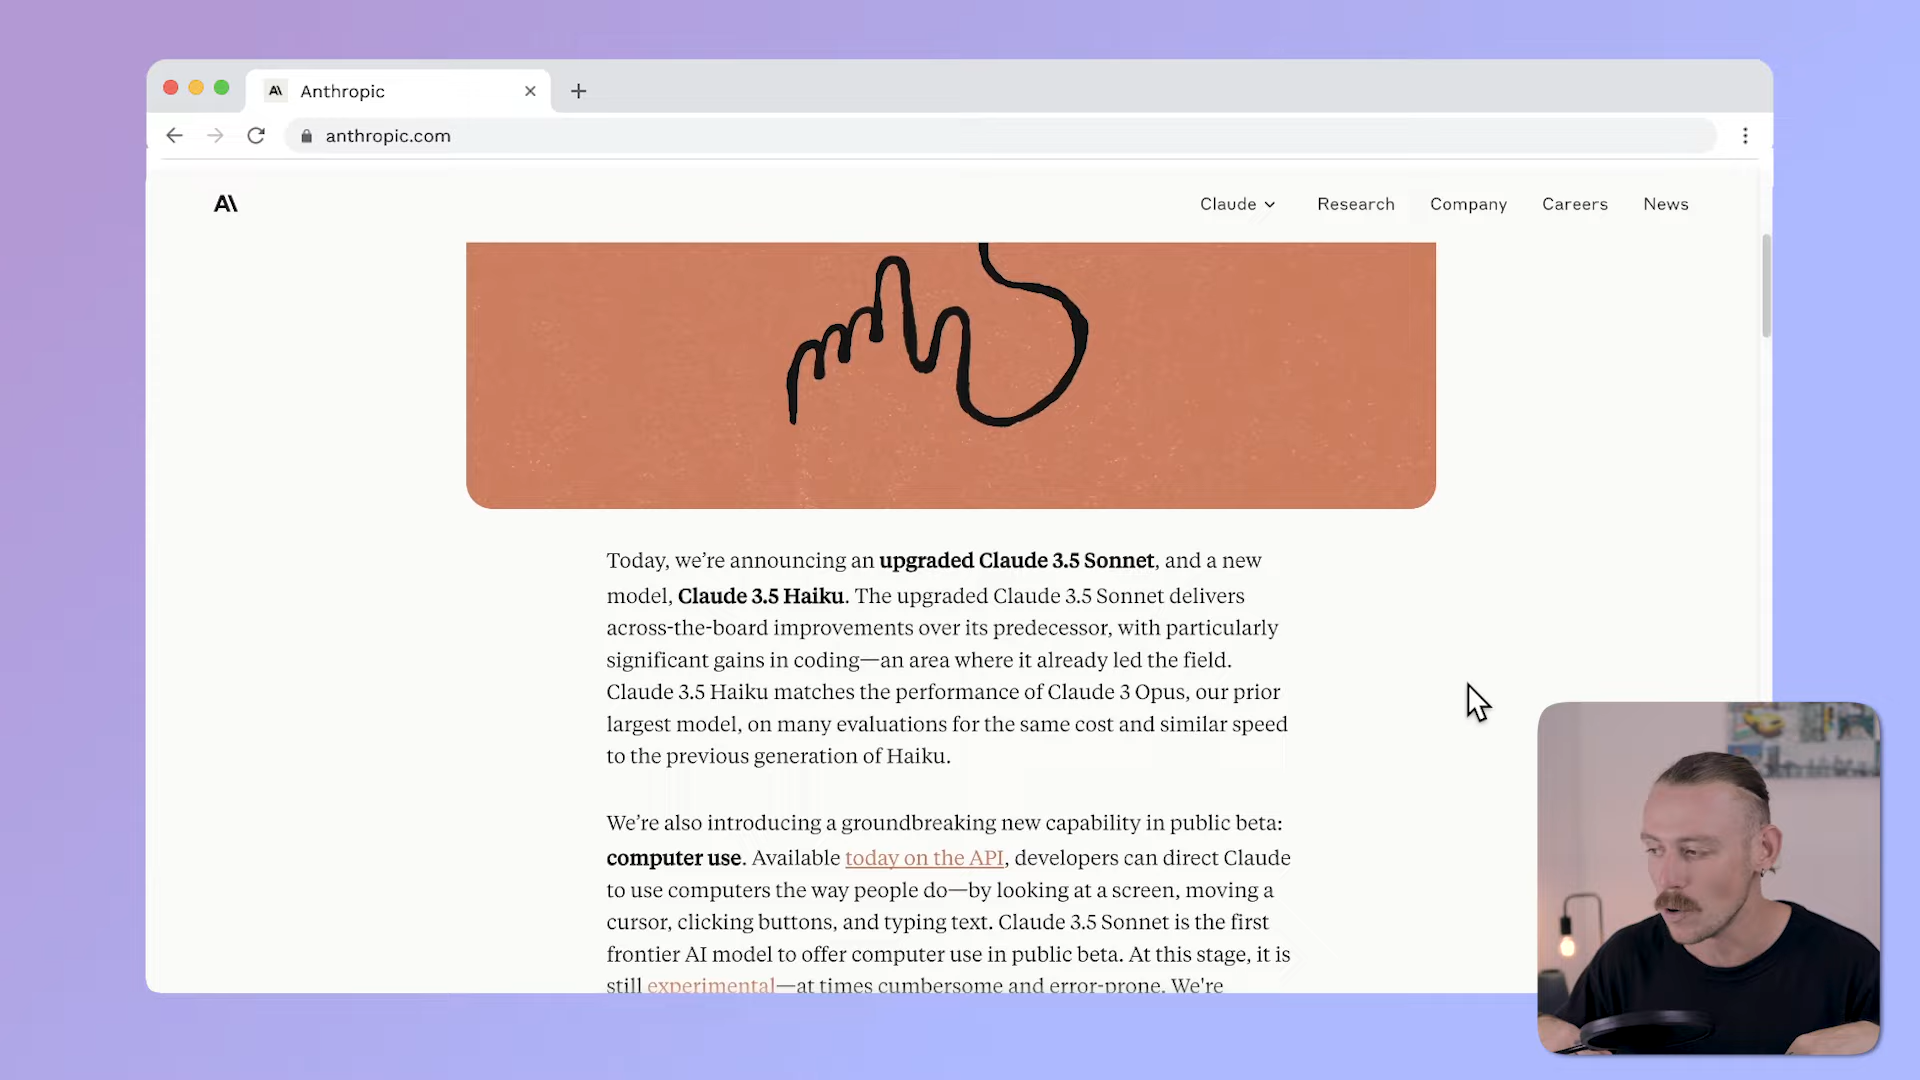 Anthropic
anthropic.com
Claude Research Company Careers News
Today, we’re announcing an upgraded Claude 3.5 Sonnet, and a new
model, Claude 3.5 Haiku. The upgraded Claude 3.5 Sonnet delivers
across-the-board improvements over its predecessor, with particularly
significant gains in coding—an area where it already led the field.
Claude 3.5 Haiku matches the performance of Claude 3 Opus, our prior
largest model, on many evaluations for the same cost and similar speed
to the previous generation of Haiku.
We’re also introducing a groundbreaking new capability in public beta:
computer use. Available today on the API, developers can direct Claude
to use computers the way people do—by looking at a screen, moving a
cursor, clicking buttons, and typing text. Claude 3.5 Sonnet is the first
frontier AI model to offer computer use in public beta. At this stage, it is
still experimental—at times cumbersome and error-prone. We're